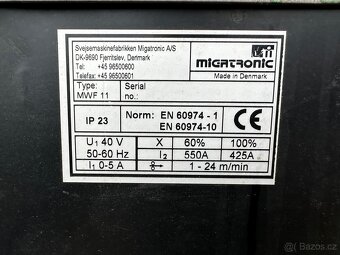 Svejsemaskinefabrikken Migatronic A/S
DK-9690 Fjerritslev, Denmark
Tel: +45 96500600
Telefax: +45 96500601
MIGATRONIC
Made in Denmark
Type: Serial
MWF 11 no.:
IP 23 Norm: EN 60974 - 1
EN 60974-10
CE
U1 40 V X 60% 100%
50-60 Hz I2 550A 425A
I1 0-5 A 1 - 24 m/min
Bazoš.cz